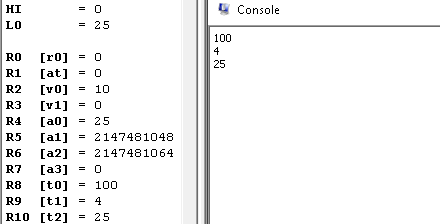 HI = 0
LO = 25
R0 [r0] = 0
R1 [at] = 0
R2 [v0] = 10
R3 [v1] = 0
R4 [a0] = 25
R5 [a1] = 2147481048
R6 [a2] = 2147481064
R7 [a3] = 0
R8 [t0] = 100
R9 [t1] = 4
R10 [t2] = 25
Console
100
4
25